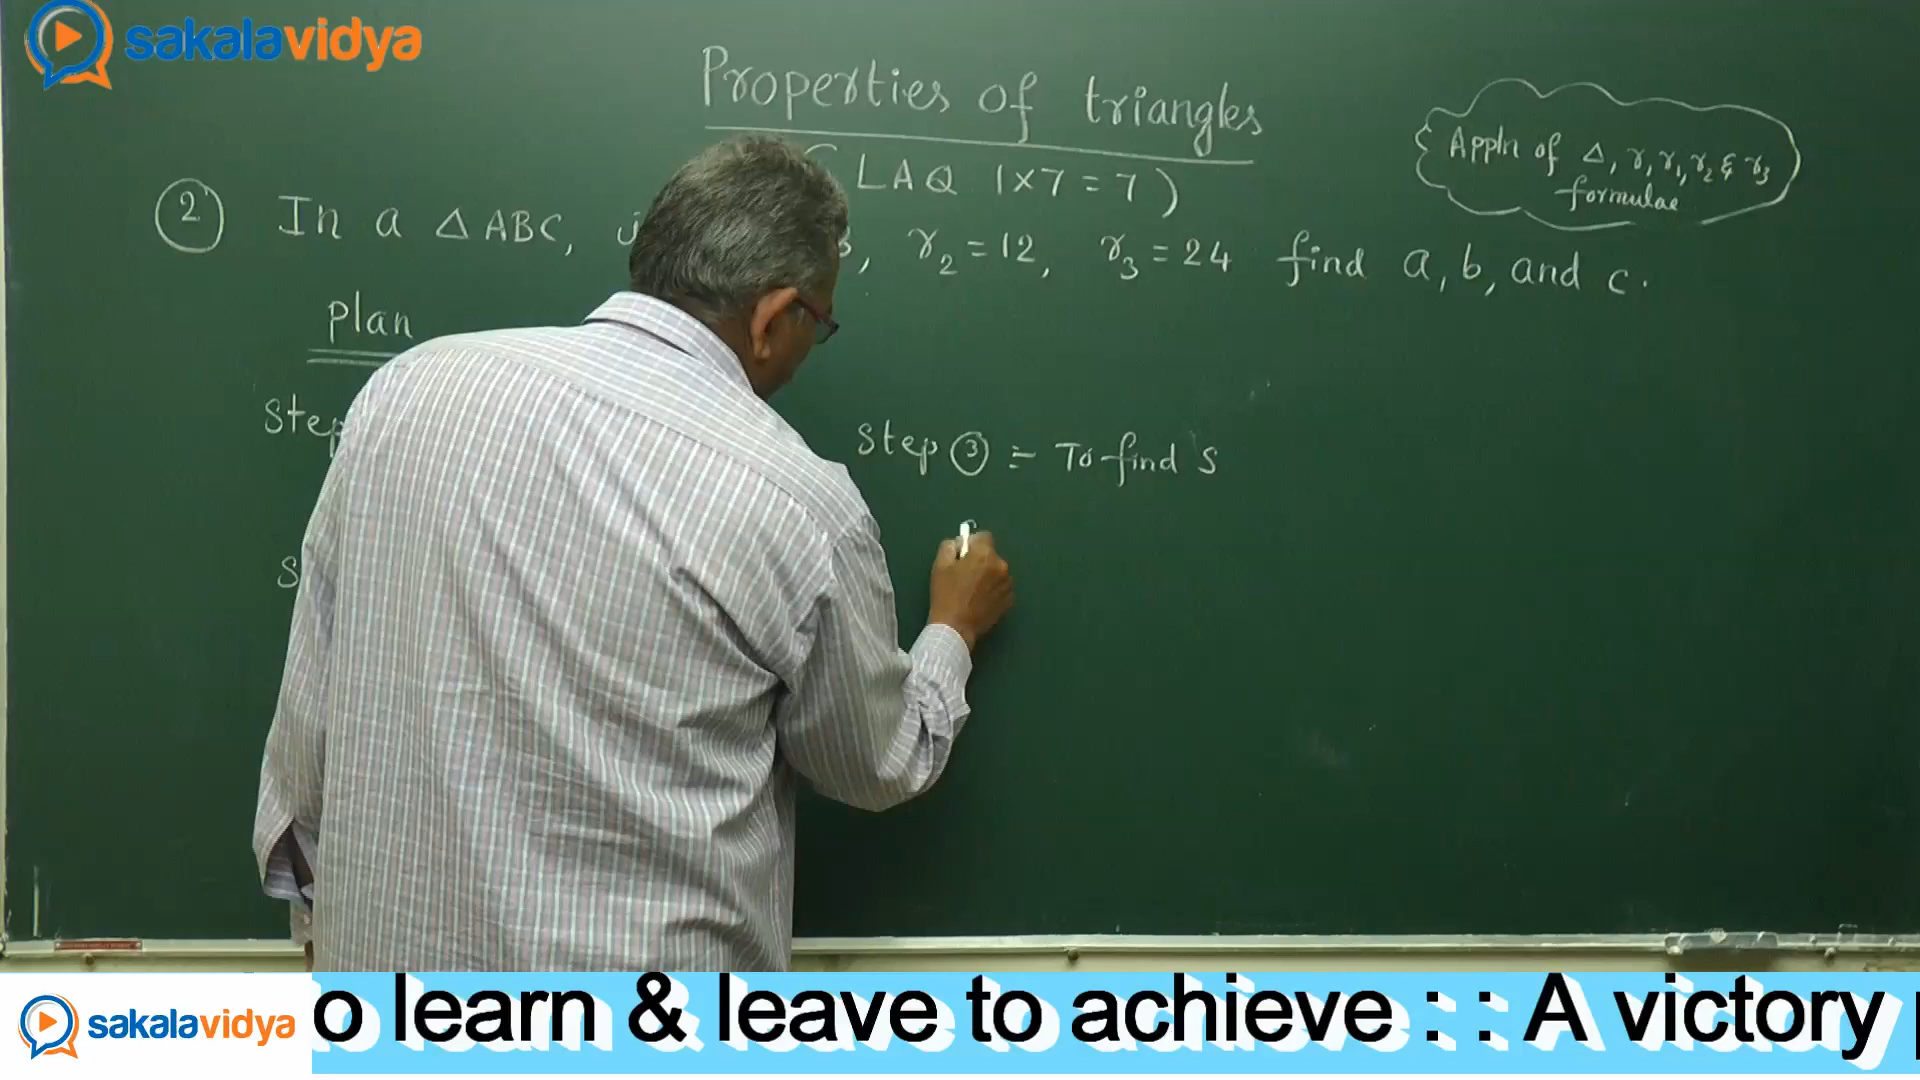 sakalavidya
Properties of triangles
(LAQ 1×7=7)
Appln of Δ, r, r₁, r₂ & r₃
formulae
② In a △ABC, r₂=12, r₃=24 find a, b, and c.
Plan
Step
Step ③ := To find s
S
sakalavidya
o learn & leave to achieve : : A victory